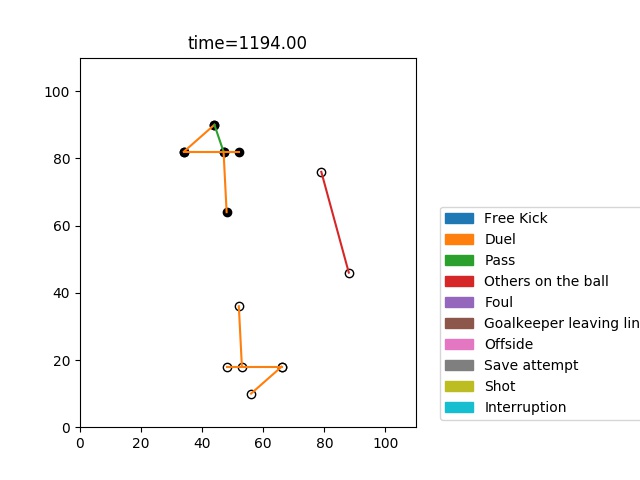 time=1194.00
100
80
60
40
20
0
0 20 40 60 80 100
Free Kick
Duel
Pass
Others on the ball
Foul
Goalkeeper leaving lin
Offside
Save attempt
Shot
Interruption